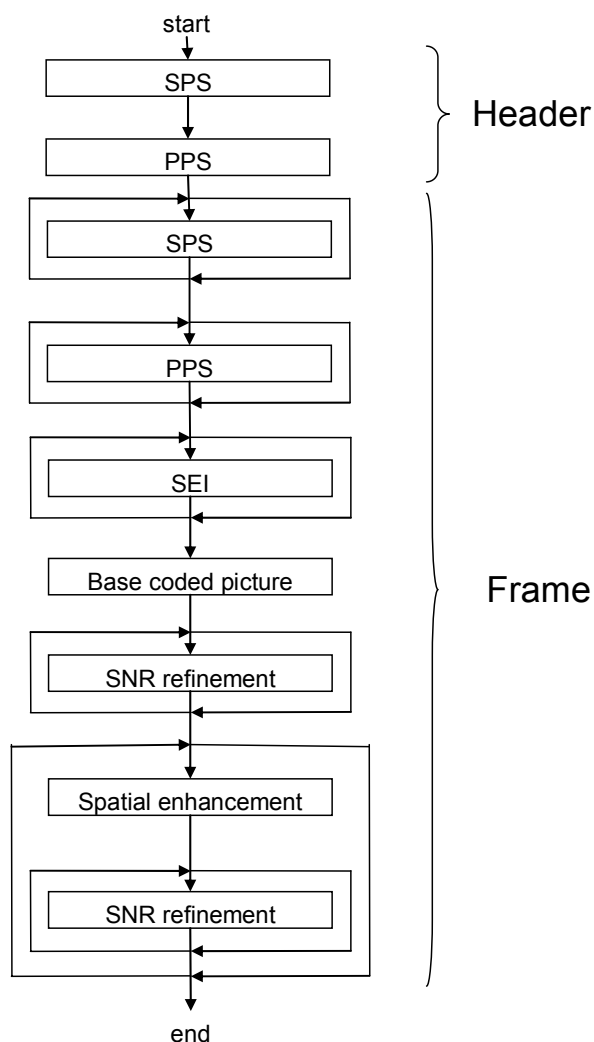 start
SPS
Header
PPS
SPS
PPS
SEI
Base coded picture
Frame
SNR refinement
Spatial enhancement
SNR refinement
end